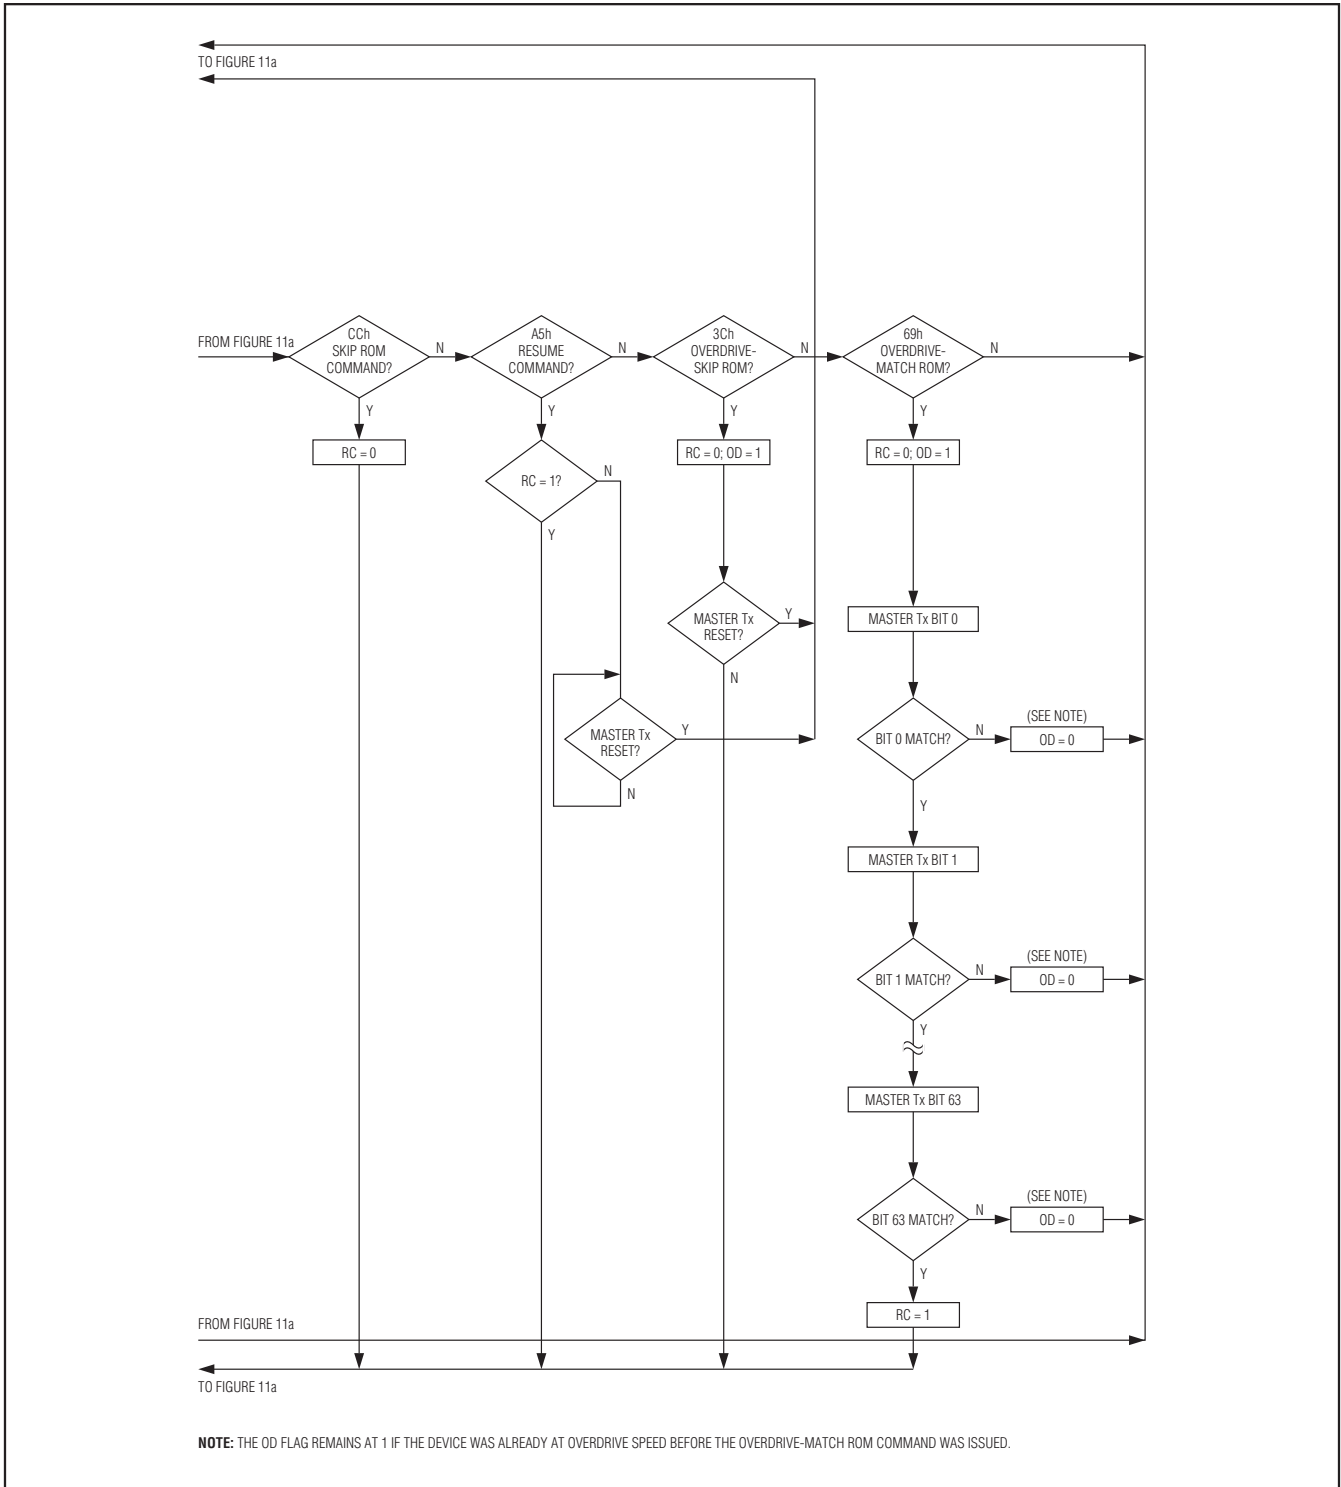 TO FIGURE 11a
FROM FIGURE 11a
CCh
SKIP ROM
COMMAND?
N
A5h
RESUME
COMMAND?
N
3Ch
OVERDRIVE-
SKIP ROM?
N
69h
OVERDRIVE-
MATCH ROM?
N
Y
Y
Y
Y
RC = 0
RC = 1?
N
Y
RC = 0; OD = 1
RC = 0; OD = 1
MASTER Tx
RESET?
Y
N
MASTER Tx BIT 0
MASTER Tx
RESET?
Y
N
BIT 0 MATCH?
N
(SEE NOTE)
OD = 0
Y
MASTER Tx BIT 1
BIT 1 MATCH?
N
(SEE NOTE)
OD = 0
Y
MASTER Tx BIT 63
BIT 63 MATCH?
N
(SEE NOTE)
OD = 0
Y
RC = 1
FROM FIGURE 11a
TO FIGURE 11a
NOTE: THE OD FLAG REMAINS AT 1 IF THE DEVICE WAS ALREADY AT OVERDRIVE SPEED BEFORE THE OVERDRIVE-MATCH ROM COMMAND WAS ISSUED.